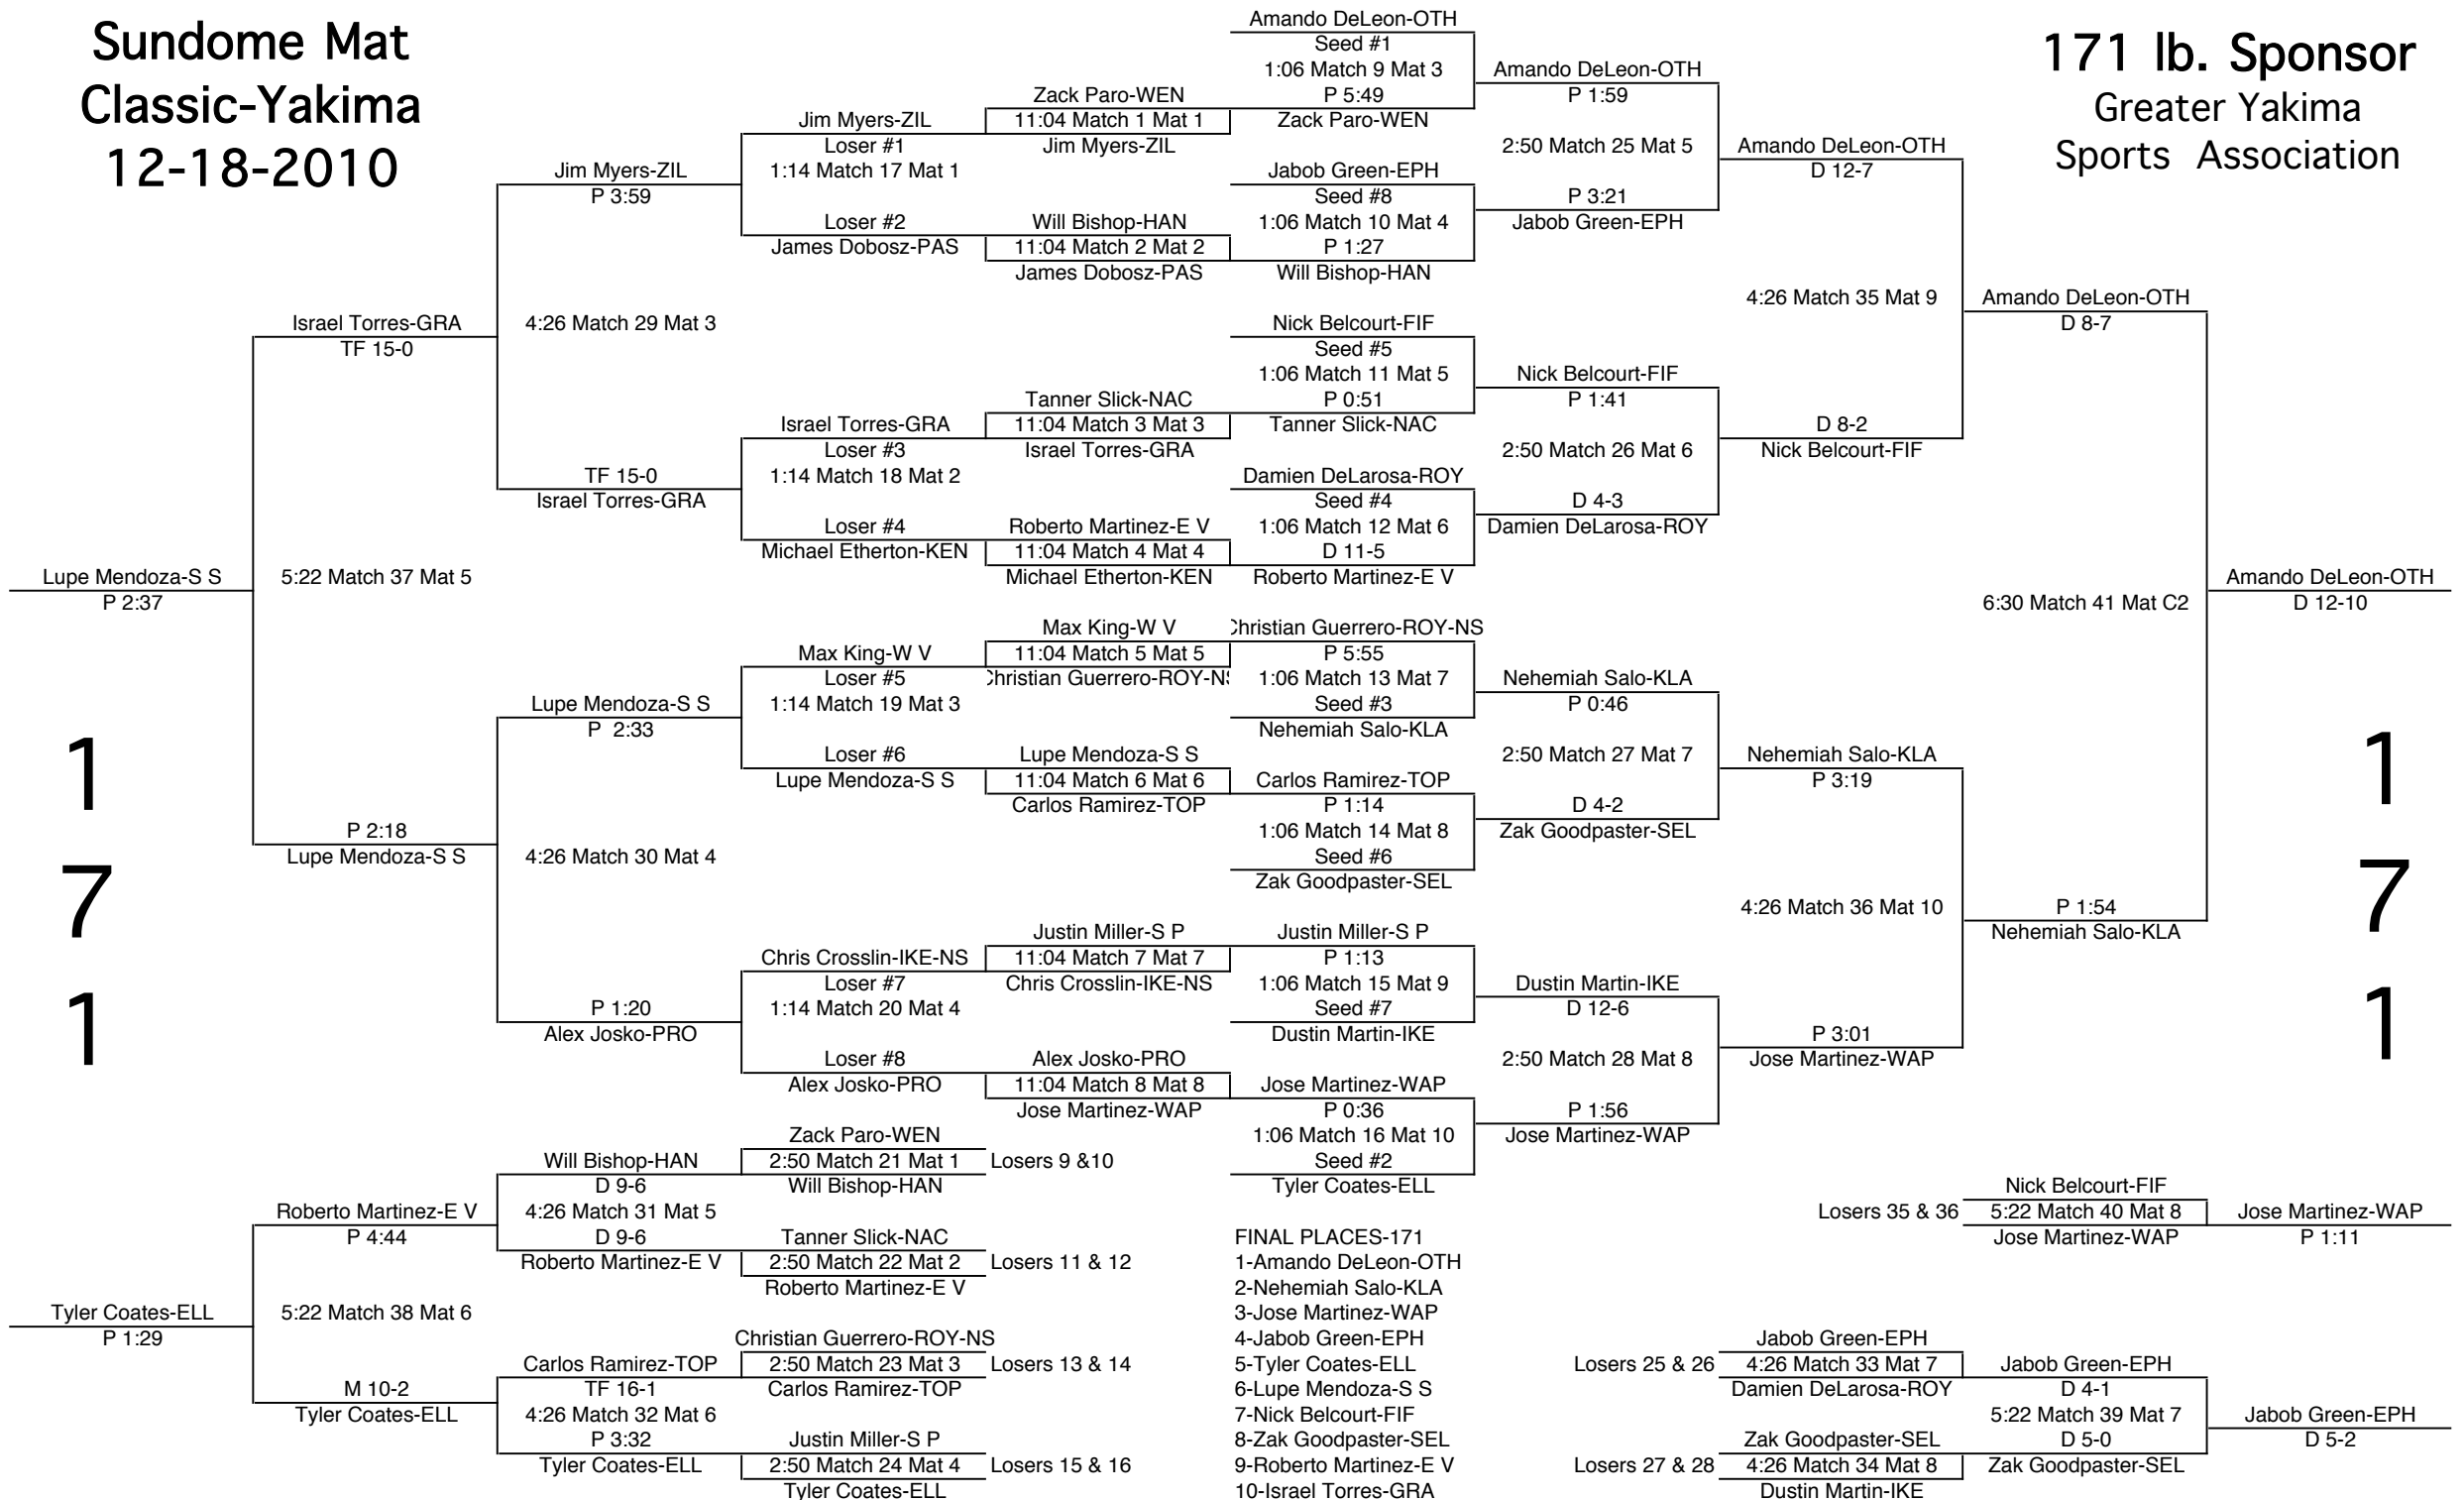 Sundome Mat
Classic-Yakima
12-18-2010
171 lb. Sponsor
Greater Yakima
Sports Association
Amando DeLeon-OTH
Seed #1
1:06 Match 9 Mat 3
P 5:49
Zack Paro-WEN
Jabob Green-EPH
Seed #8
1:06 Match 10 Mat 4
P 1:27
Will Bishop-HAN
Nick Belcourt-FIF
Seed #5
1:06 Match 11 Mat 5
P 0:51
Tanner Slick-NAC
Damien DeLarosa-ROY
Seed #4
1:06 Match 12 Mat 6
D 11-5
Roberto Martinez-E V
Christian Guerrero-ROY-NS
P 5:55
1:06 Match 13 Mat 7
Seed #3
Nehemiah Salo-KLA
Carlos Ramirez-TOP
P 1:14
1:06 Match 14 Mat 8
Seed #6
Zak Goodpaster-SEL
Justin Miller-S P
P 1:13
1:06 Match 15 Mat 9
Seed #7
Dustin Martin-IKE
Jose Martinez-WAP
P 0:36
1:06 Match 16 Mat 10
Seed #2
Tyler Coates-ELL
Zack Paro-WEN
11:04 Match 1 Mat 1
Jim Myers-ZIL
Will Bishop-HAN
11:04 Match 2 Mat 2
James Dobosz-PAS
Tanner Slick-NAC
11:04 Match 3 Mat 3
Israel Torres-GRA
Roberto Martinez-E V
11:04 Match 4 Mat 4
Michael Etherton-KEN
Max King-W V
11:04 Match 5 Mat 5
Christian Guerrero-ROY-NS
Lupe Mendoza-S S
11:04 Match 6 Mat 6
Carlos Ramirez-TOP
Justin Miller-S P
11:04 Match 7 Mat 7
Chris Crosslin-IKE-NS
Alex Josko-PRO
11:04 Match 8 Mat 8
Jose Martinez-WAP
Jim Myers-ZIL
Loser #1
1:14 Match 17 Mat 1
Loser #2
James Dobosz-PAS
Israel Torres-GRA
Loser #3
1:14 Match 18 Mat 2
Loser #4
Michael Etherton-KEN
Max King-W V
Loser #5
1:14 Match 19 Mat 3
Loser #6
Lupe Mendoza-S S
Chris Crosslin-IKE-NS
Loser #7
1:14 Match 20 Mat 4
Loser #8
Alex Josko-PRO
Jim Myers-ZIL
P 3:59
4:26 Match 29 Mat 3
TF 15-0
Israel Torres-GRA
Lupe Mendoza-S S
P 2:33
4:26 Match 30 Mat 4
P 1:20
Alex Josko-PRO
Israel Torres-GRA
TF 15-0
5:22 Match 37 Mat 5
P 2:18
Lupe Mendoza-S S
Lupe Mendoza-S S
P 2:37
Amando DeLeon-OTH
P 1:59
2:50 Match 25 Mat 5
P 3:21
Jabob Green-EPH
Nick Belcourt-FIF
P 1:41
2:50 Match 26 Mat 6
D 4-3
Damien DeLarosa-ROY
Nehemiah Salo-KLA
P 0:46
2:50 Match 27 Mat 7
D 4-2
Zak Goodpaster-SEL
Dustin Martin-IKE
D 12-6
2:50 Match 28 Mat 8
P 1:56
Jose Martinez-WAP
Amando DeLeon-OTH
D 12-7
4:26 Match 35 Mat 9
D 8-2
Nick Belcourt-FIF
Nehemiah Salo-KLA
P 3:19
4:26 Match 36 Mat 10
P 3:01
Jose Martinez-WAP
Amando DeLeon-OTH
D 8-7
6:30 Match 41 Mat C2
P 1:54
Nehemiah Salo-KLA
Amando DeLeon-OTH
D 12-10
1
7
1
1
7
1
Zack Paro-WEN
2:50 Match 21 Mat 1
Losers 9 &10
Will Bishop-HAN
Tanner Slick-NAC
2:50 Match 22 Mat 2
Losers 11 & 12
Roberto Martinez-E V
Christian Guerrero-ROY-NS
2:50 Match 23 Mat 3
Losers 13 & 14
Carlos Ramirez-TOP
Justin Miller-S P
2:50 Match 24 Mat 4
Losers 15 & 16
Tyler Coates-ELL
Will Bishop-HAN
D 9-6
4:26 Match 31 Mat 5
D 9-6
Roberto Martinez-E V
Carlos Ramirez-TOP
TF 16-1
4:26 Match 32 Mat 6
P 3:32
Tyler Coates-ELL
Roberto Martinez-E V
P 4:44
5:22 Match 38 Mat 6
M 10-2
Tyler Coates-ELL
Tyler Coates-ELL
P 1:29
FINAL PLACES-171
1-Amando DeLeon-OTH
2-Nehemiah Salo-KLA
3-Jose Martinez-WAP
4-Jabob Green-EPH
5-Tyler Coates-ELL
6-Lupe Mendoza-S S
7-Nick Belcourt-FIF
8-Zak Goodpaster-SEL
9-Roberto Martinez-E V
10-Israel Torres-GRA
Nick Belcourt-FIF
Losers 35 & 36
5:22 Match 40 Mat 8
Jose Martinez-WAP
Jose Martinez-WAP
P 1:11
Jabob Green-EPH
Losers 25 & 26
4:26 Match 33 Mat 7
Damien DeLarosa-ROY
Zak Goodpaster-SEL
Losers 27 & 28
4:26 Match 34 Mat 8
Dustin Martin-IKE
Jabob Green-EPH
D 4-1
5:22 Match 39 Mat 7
D 5-0
Zak Goodpaster-SEL
Jabob Green-EPH
D 5-2